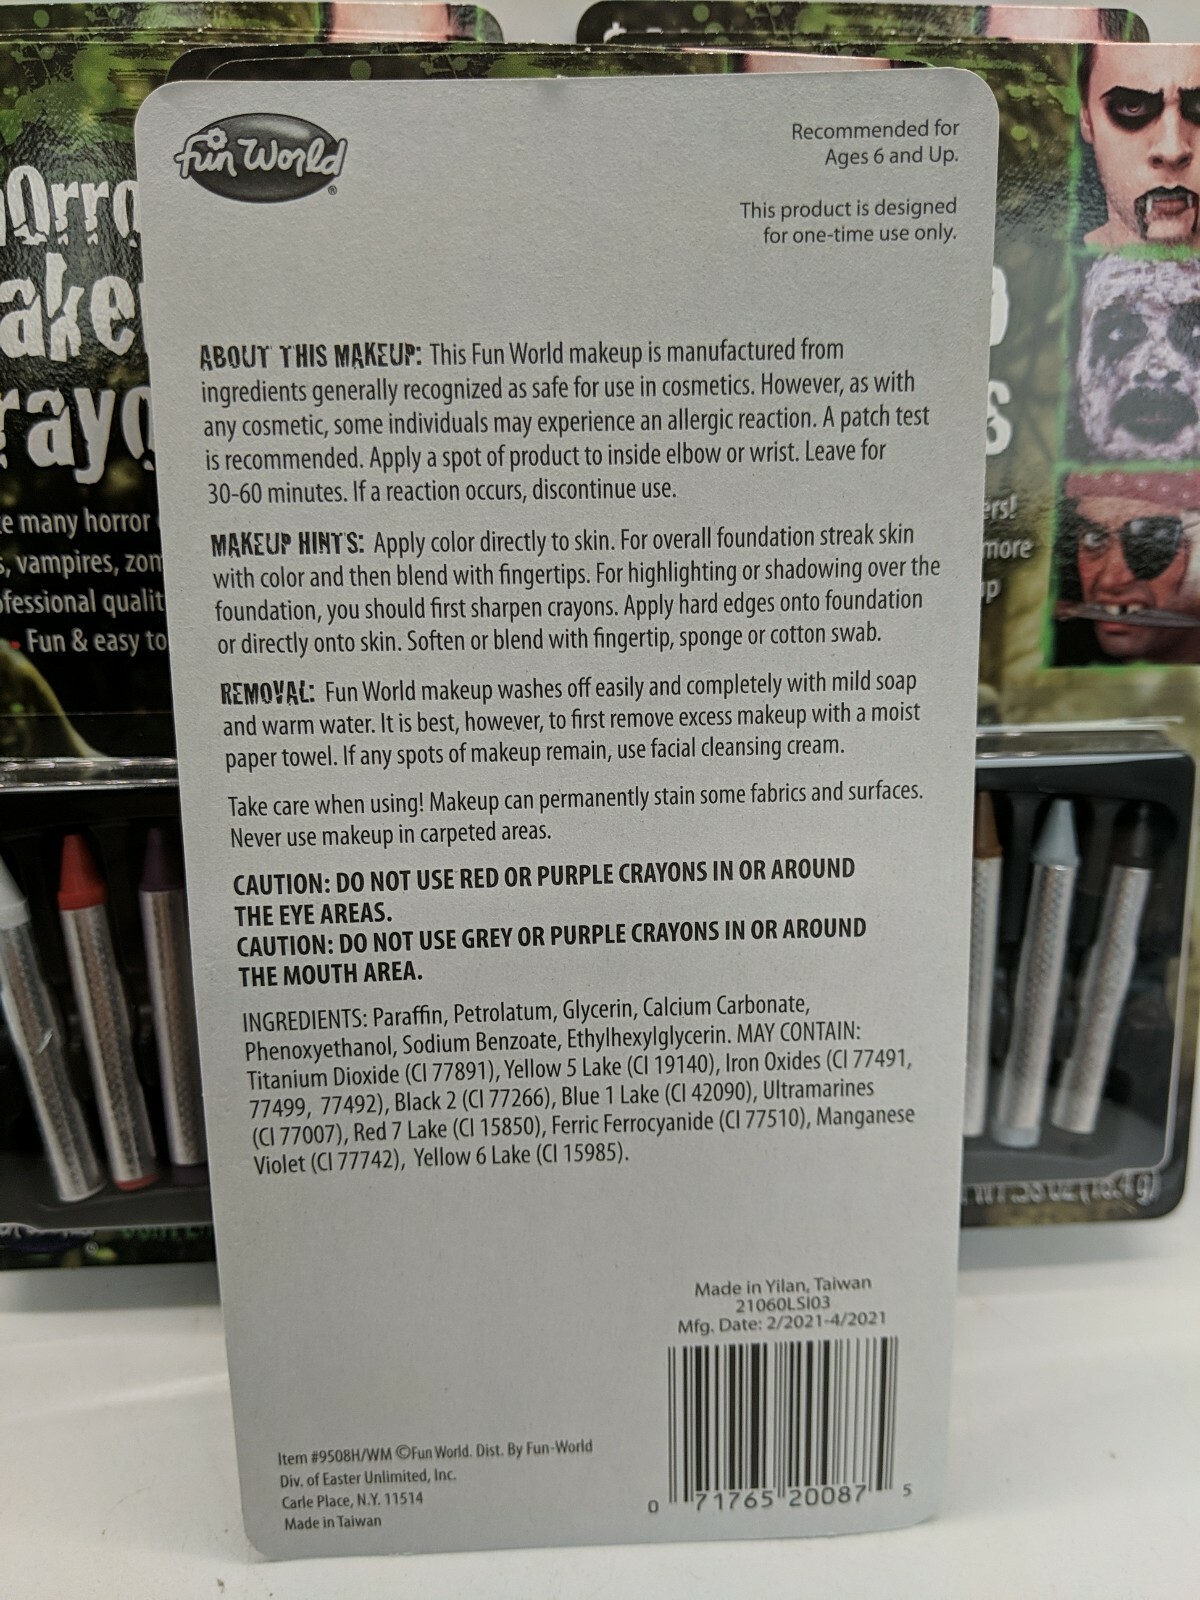 fun World
®
Recommended for
Ages 6 and Up.
This product is designed
for one-time use only.
ABOUT THIS MAKEUP: This Fun World makeup is manufactured from
ingredients generally recognized as safe for use in cosmetics. However, as with
any cosmetic, some individuals may experience an allergic reaction. A patch test
is recommended. Apply a spot of product to inside elbow or wrist. Leave for
30-60 minutes. If a reaction occurs, discontinue use.
MAKEUP HINTS: Apply color directly to skin. For overall foundation streak skin
with color and then blend with fingertips. For highlighting or shadowing over the
foundation, you should first sharpen crayons. Apply hard edges onto foundation
or directly onto skin. Soften or blend with fingertip, sponge or cotton swab.
REMOVAL: Fun World makeup washes off easily and completely with mild soap
and warm water. It is best, however, to first remove excess makeup with a moist
paper towel. If any spots of makeup remain, use facial cleansing cream.
Take care when using! Makeup can permanently stain some fabrics and surfaces.
Never use makeup in carpeted areas.
CAUTION: DO NOT USE RED OR PURPLE CRAYONS IN OR AROUND
THE EYE AREAS.
CAUTION: DO NOT USE GREY OR PURPLE CRAYONS IN OR AROUND
THE MOUTH AREA.
INGREDIENTS: Paraffin, Petrolatum, Glycerin, Calcium Carbonate,
Phenoxyethanol, Sodium Benzoate, Ethylhexylglycerin. MAY CONTAIN:
Titanium Dioxide (CI 77891), Yellow 5 Lake (CI 19140), Iron Oxides (CI 77491,
77499, 77492), Black 2 (CI 77266), Blue 1 Lake (CI 42090), Ultramarines
(CI 77007), Red 7 Lake (CI 15850), Ferric Ferrocyanide (CI 77510), Manganese
Violet (CI 77742), Yellow 6 Lake (CI 15985).
Made in Yilan, Taiwan
21060LSI03
Mfg. Date: 2/2021-4/2021
0 71765 20087 5
Item #9508H/WM ©Fun World. Dist. By Fun-World
Div. of Easter Unlimited, Inc.
Carle Place, N.Y. 11514
Made in Taiwan
many horror
vampires,
Fun & easy to
more